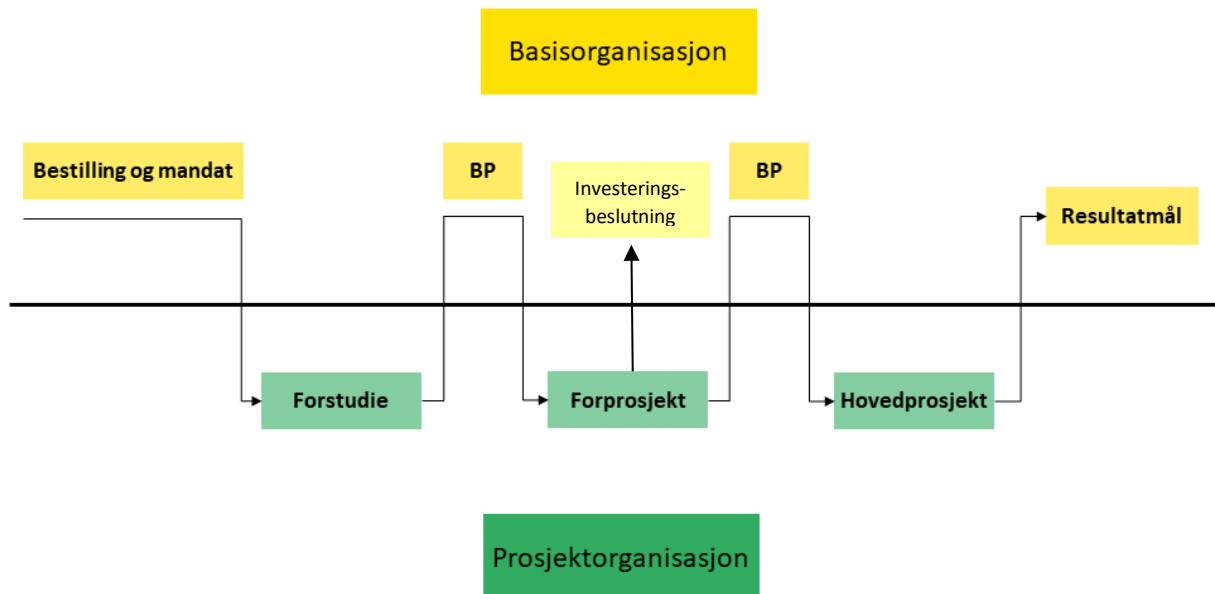 Basisorganisasjon
Bestilling og mandat
BP
Investerings-
beslutning
BP
Resultatmål
Forstudie
Forprosjekt
Hovedprosjekt
Prosjektorganisasjon